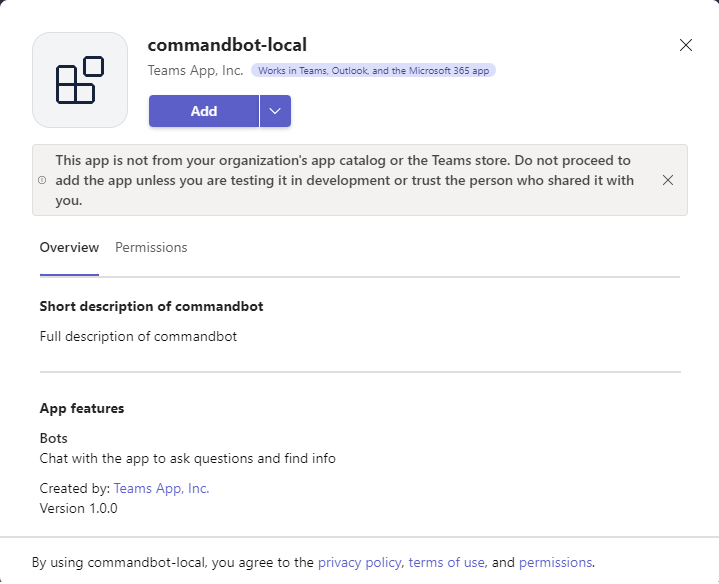 commandbot-local
Teams App, Inc. Works in Teams, Outlook, and the Microsoft 365 app
Add
This app is not from your organization's app catalog or the Teams store. Do not proceed to
add the app unless you are testing it in development or trust the person who shared it with
you.
Overview Permissions
Short description of commandbot
Full description of commandbot
App features
Bots
Chat with the app to ask questions and find info
Created by: Teams App, Inc.
Version 1.0.0
By using commandbot-local, you agree to the privacy policy, terms of use, and permissions.